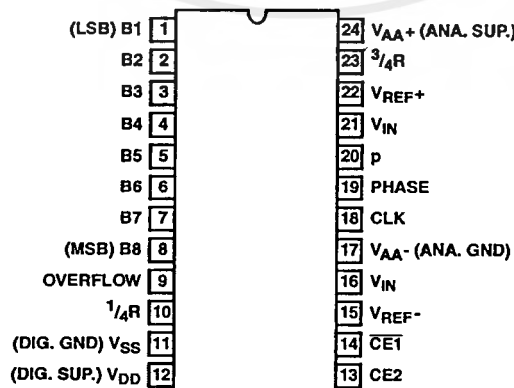 (LSB) B1 1
B2 2
B3 3
B4 4
B5 5
B6 6
B7 7
(MSB) B8 8
OVERFLOW 9
1/4R 10
(DIG. GND) VSS 11
(DIG. SUP.) VDD 12
24 VAA+ (ANA. SUP.)
23 3/4R
22 VREF+
21 VIN
20 p
19 PHASE
18 CLK
17 VAA- (ANA. GND)
16 VIN
15 VREF-
14 C̅E̅1̅
13 CE2